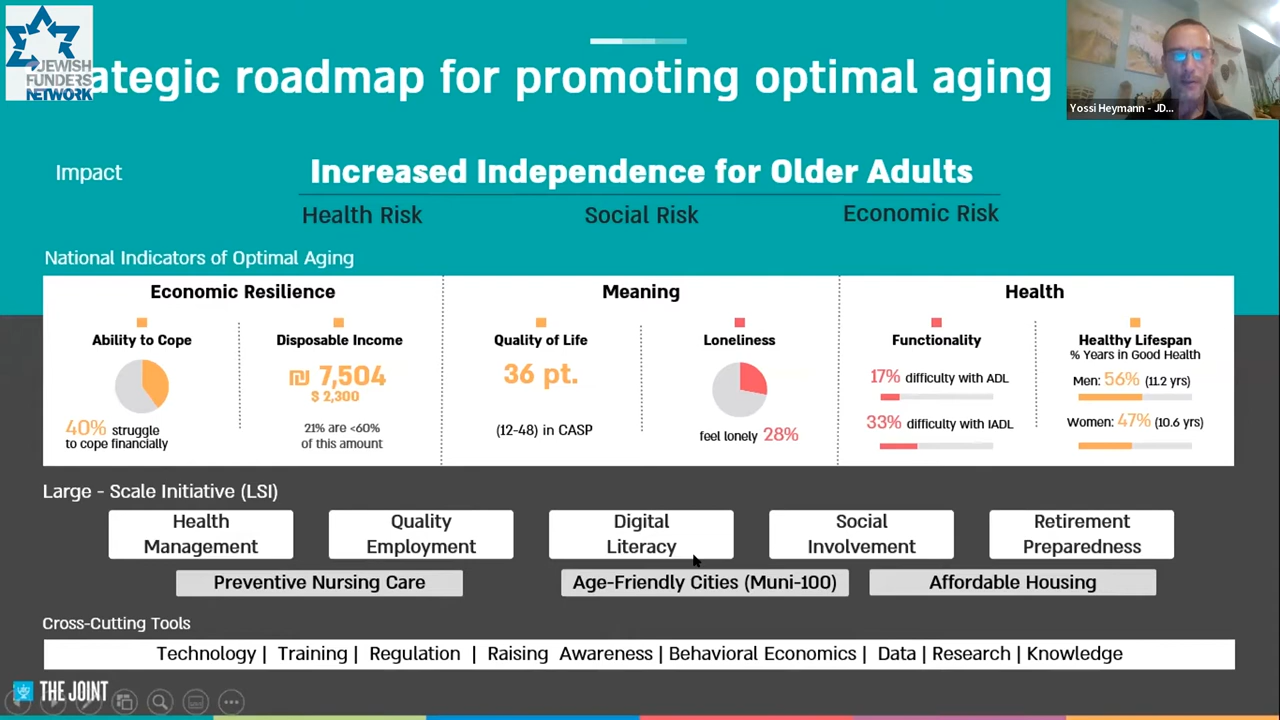 JEWISH
FUNDERS
NETWORK
ategic roadmap for promoting optimal aging
Yossi Heymann - JD...
Impact
Increased Independence for Older Adults
Health Risk Social Risk Economic Risk
National Indicators of Optimal Aging
Economic Resilience
Ability to Cope
40% struggle
to cope financially
Disposable Income
₪ 7,504
$ 2,300
21% are <60%
of this amount
Meaning
Quality of Life
36 pt.
(12-48) in CASP
Loneliness
feel lonely 28%
Health
Functionality
17% difficulty with ADL
33% difficulty with IADL
Healthy Lifespan
% Years in Good Health
Men: 56% (11.2 yrs)
Women: 47% (10.6 yrs)
Large - Scale Initiative (LSI)
Health
Management
Quality
Employment
Digital
Literacy
Social
Involvement
Retirement
Preparedness
Preventive Nursing Care
Age-Friendly Cities (Muni-100)
Affordable Housing
Cross-Cutting Tools
Technology | Training | Regulation | Raising Awareness | Behavioral Economics | Data | Research | Knowledge
THE JOINT